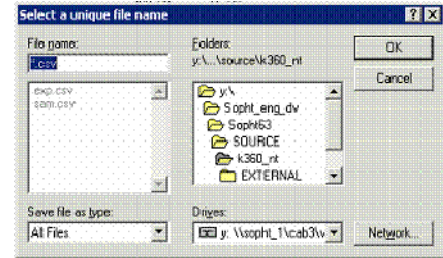 Select a unique file name
File name:
*.csv
exp.csv
sam.csv
Save file as type:
All Files
Folders:
y:\...\source\k360_nt
y:\
Sopht_eng_dv
Sopht63
SOURCE
k360_nt
EXTERNAL
Drives:
y: \\sopht_1\cab3\v
OK
Cancel
Network...